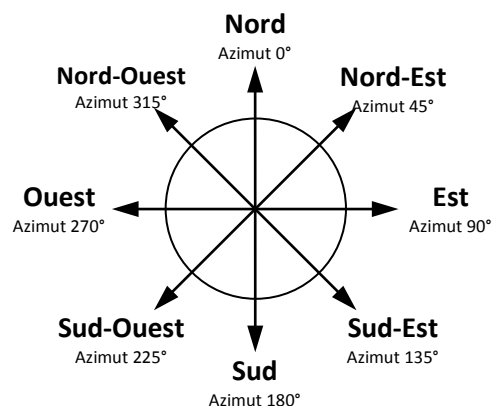 Nord
Azimut 0°
Nord-Ouest
Azimut 315°
Nord-Est
Azimut 45°
Ouest
Azimut 270°
Est
Azimut 90°
Sud-Ouest
Azimut 225°
Sud-Est
Azimut 135°
Sud
Azimut 180°